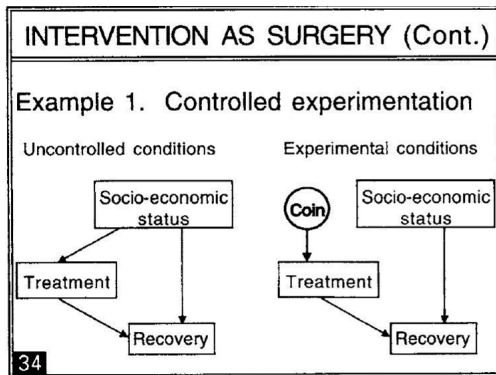 INTERVENTION AS SURGERY (Cont.)
Example 1. Controlled experimentation
Uncontrolled conditions
Experimental conditions
Socio-economic
status
Treatment
Recovery
Coin
Socio-economic
status
Treatment
Recovery
34